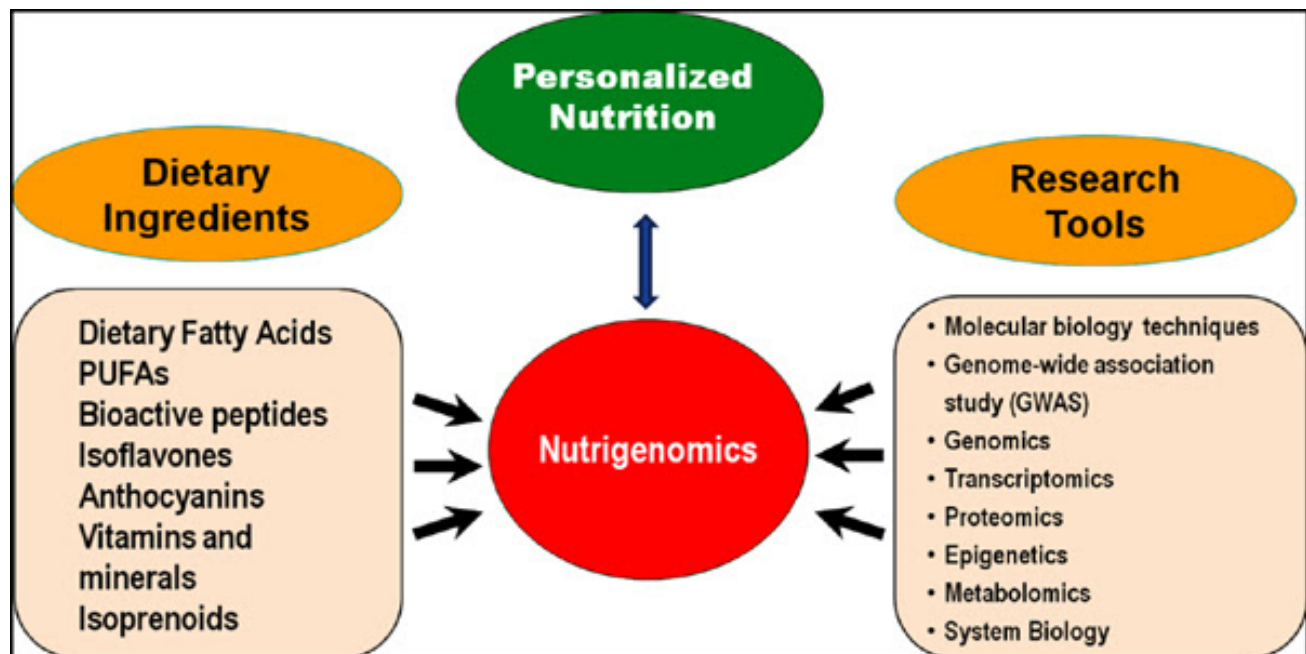 Personalized
Nutrition
Dietary
Ingredients
Research
Tools
Dietary Fatty Acids
PUFAs
Bioactive peptides
Isoflavones
Anthocyanins
Vitamins and
minerals
Isoprenoids
Nutrigenomics
• Molecular biology techniques
• Genome-wide association
study (GWAS)
• Genomics
• Transcriptomics
• Proteomics
• Epigenetics
• Metabolomics
• System Biology